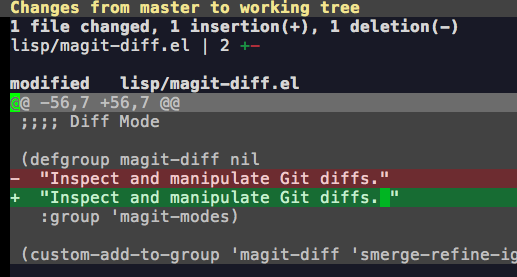 Changes from master to working tree
1 file changed, 1 insertion(+), 1 deletion(-)
lisp/magit-diff.el | 2 +-

modified   lisp/magit-diff.el
@@ -56,7 +56,7 @@
 ;;;; Diff Mode

 (defgroup magit-diff nil
-  "Inspect and manipulate Git diffs."
+  "Inspect and manipulate Git diffs. "
   :group 'magit-modes)

 (custom-add-to-group 'magit-diff 'smerge-refine-ig